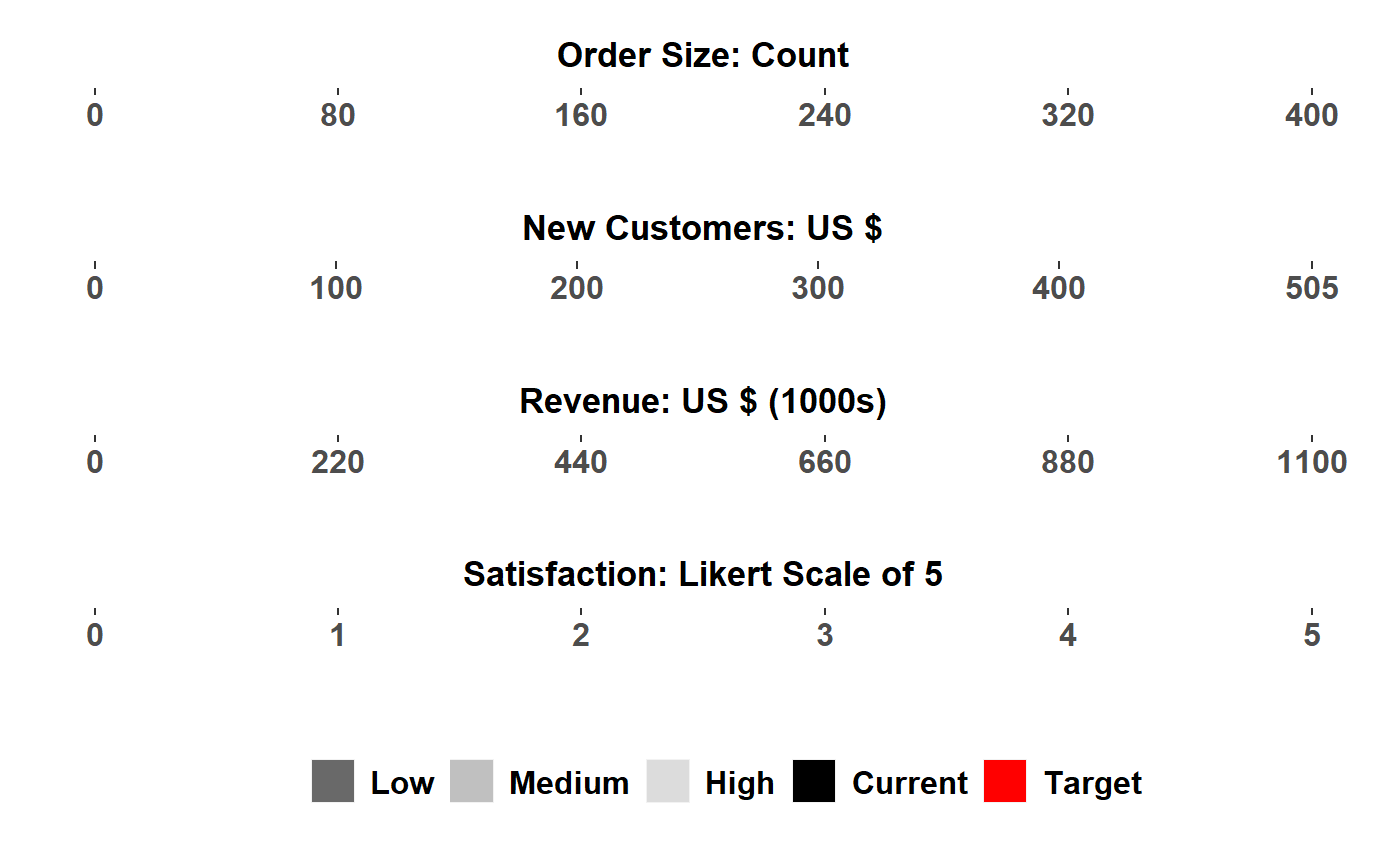 Order Size: Count
0 80 160 240 320 400
New Customers: US $
0 100 200 300 400 505
Revenue: US $ (1000s)
0 220 440 660 880 1100
Satisfaction: Likert Scale of 5
0 1 2 3 4 5
Low Medium High Current Target